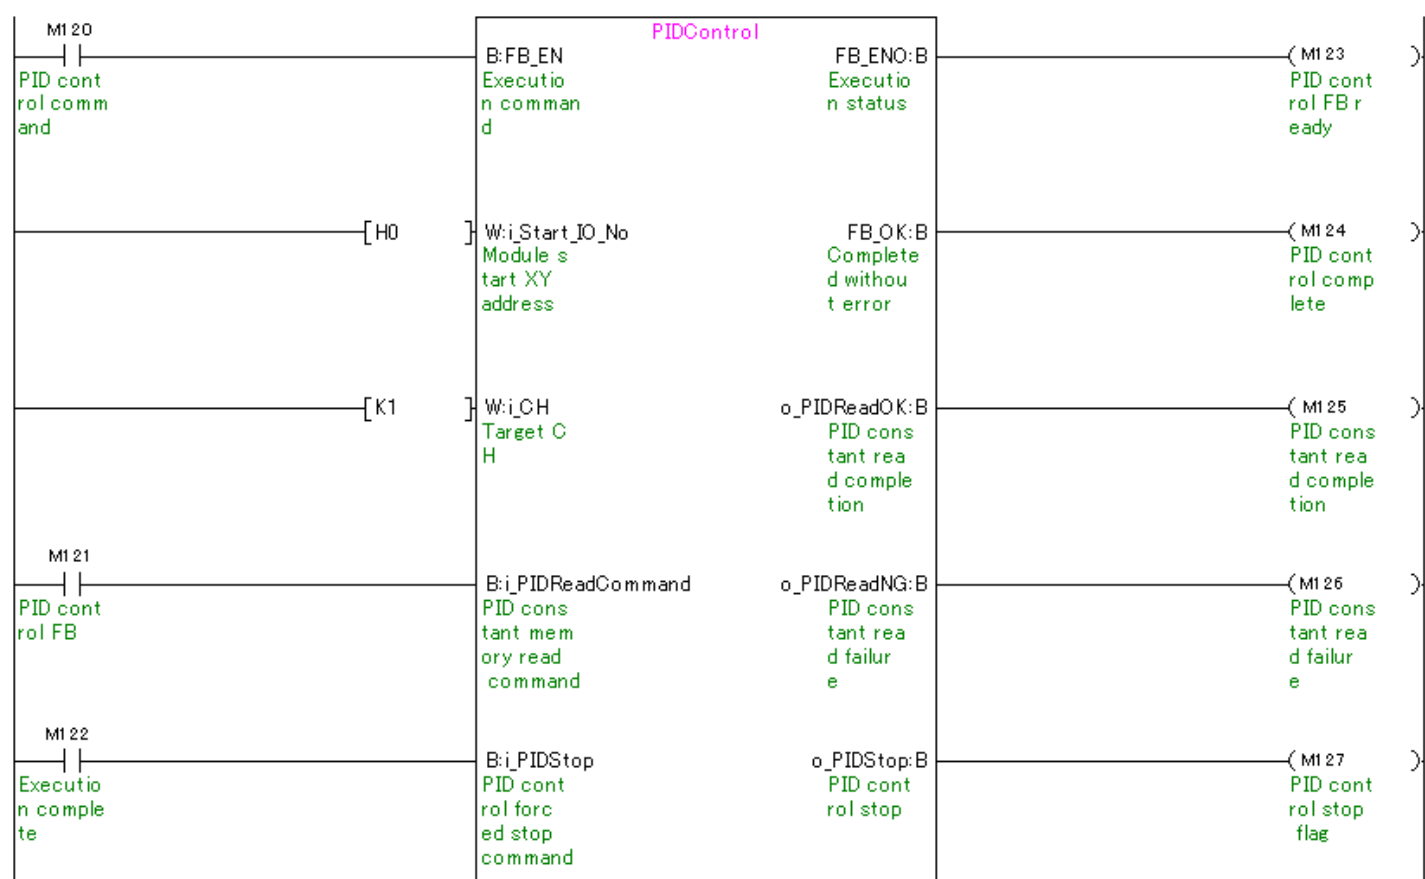 M120
PIDControl
B:FB_EN
FB_ENO:B
( M123 )
PID cont
rol comm
and
Executio
n comman
d
Executio
n status
PID cont
rol FB r
eady
[ H0 ]
W:i_Start_IO_No
FB_OK:B
( M124 )
Module s
tart XY
address
Complete
d withou
t error
PID cont
rol comp
lete
[ K1 ]
W:i_CH
o_PIDReadOK:B
( M125 )
Target C
H
PID cons
tant rea
d comple
tion
PID cons
tant rea
d comple
tion
M121
B:i_PIDReadCommand
o_PIDReadNG:B
( M126 )
PID cont
rol FB
PID cons
tant mem
ory read
command
PID cons
tant rea
d failur
e
PID cons
tant rea
d failur
e
M122
B:i_PIDStop
o_PIDStop:B
( M127 )
Executio
n comple
te
PID cont
rol forc
ed stop
command
PID cont
rol stop
PID cont
rol stop
flag